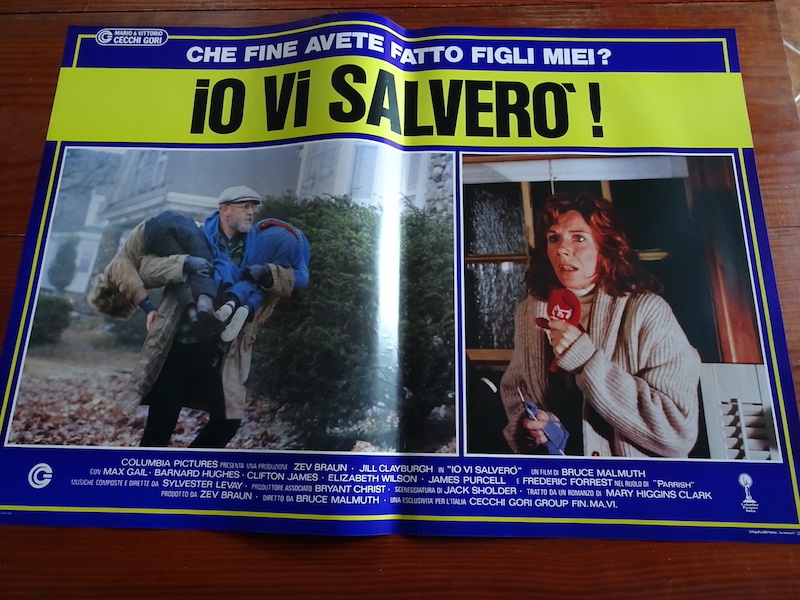 MARIO & VITTORIO
CECCHI GORI
CHE FINE AVETE FATTO FIGLI MIEI?
iO Vi SALVERO`!
COLUMBIA PICTURES PRESENTA UNA PRODUZIONE ZEV BRAUN · JILL CLAYBURGH IN "IO VI SALVERÒ" UN FILM DI BRUCE MALMUTH
CON MAX GAIL · BARNARD HUGHES · CLIFTON JAMES · ELIZABETH WILSON · JAMES PURCELL E FREDERIC FORREST NEL RUOLO DI "PARRISH"
MUSICHE COMPOSTE E DIRETTE DA SYLVESTER LEVAY · PRODUTTORE ASSOCIATO BRYANT CHRIST · SCENEGGIATURA DI JACK SHOLDER · TRATTO DA UN ROMANZO DI MARY HIGGINS CLARK
PRODOTTO DA ZEV BRAUN · DIRETTO DA BRUCE MALMUTH · UNA ESCLUSIVITÀ PER L'ITALIA CECCHI GORI GROUP FIN.MA.VI.
Columbia
Italia